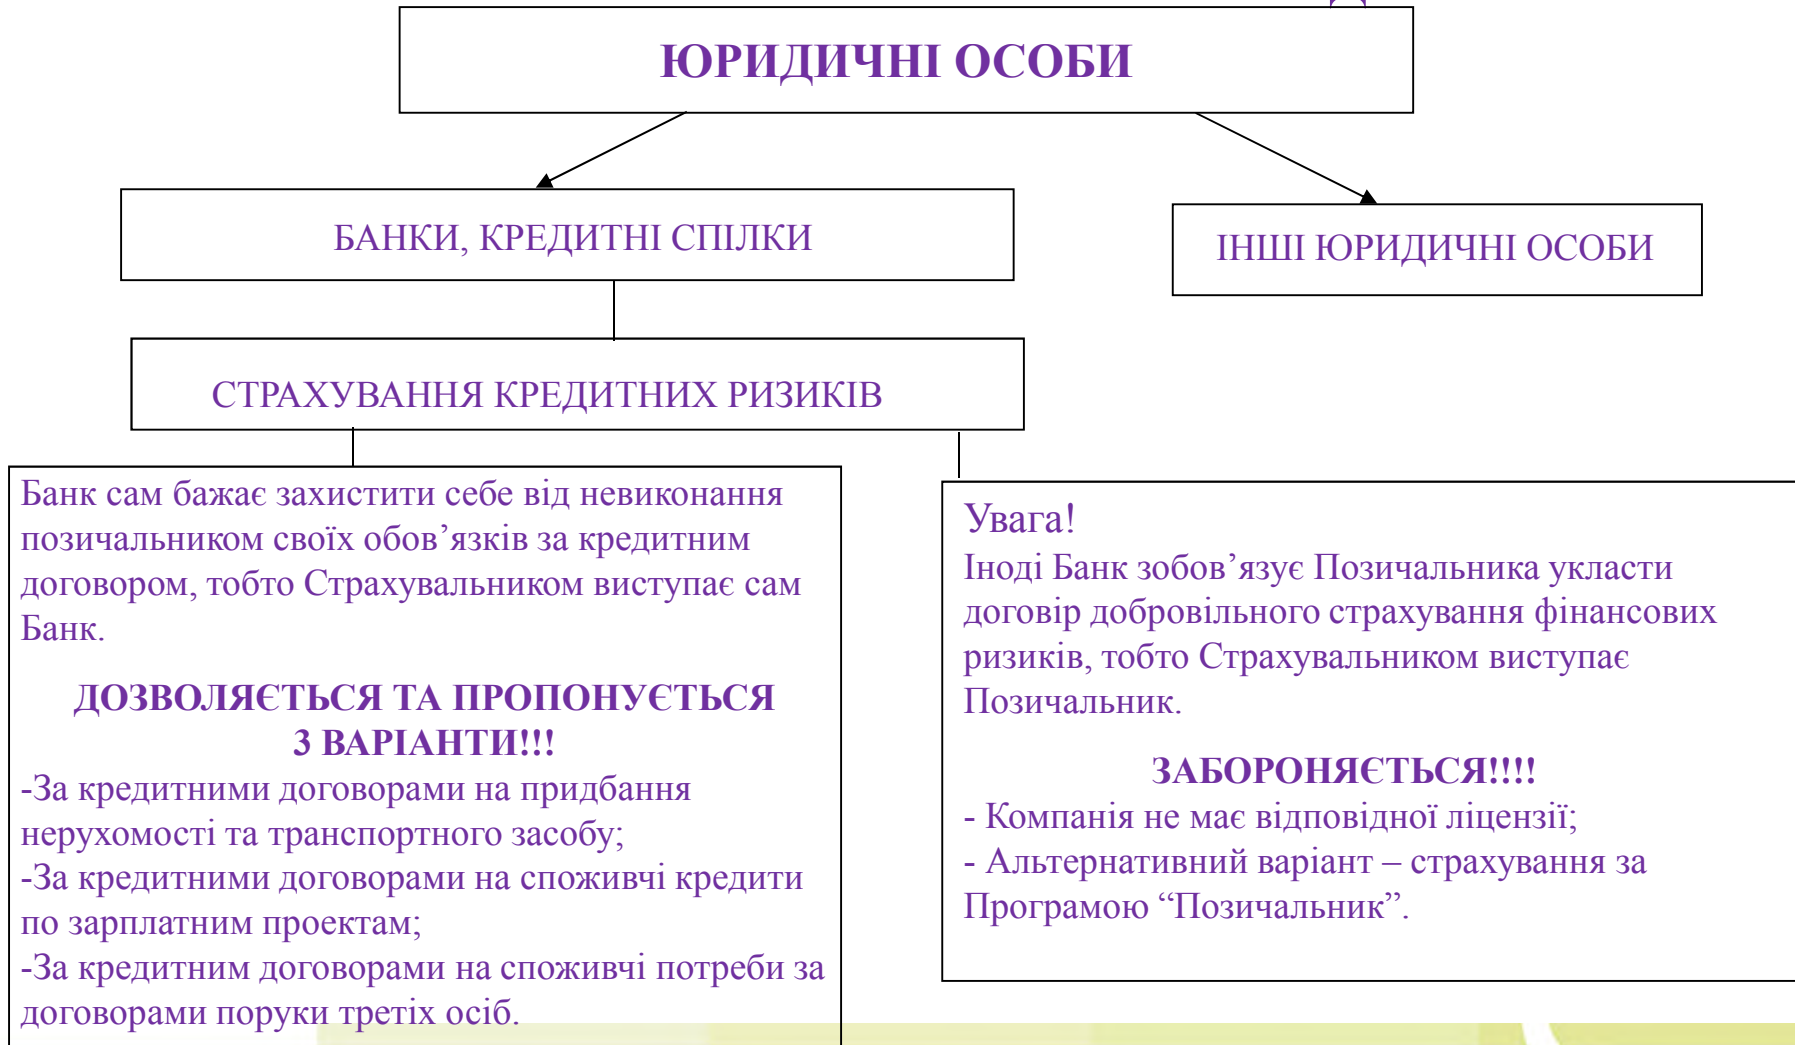 ЮРИДИЧНІ ОСОБИ
БАНКИ, КРЕДИТНІ СПІЛКИ
ІНШІ ЮРИДИЧНІ ОСОБИ
СТРАХУВАННЯ КРЕДИТНИХ РИЗИКІВ
Банк сам бажає захистити себе від невиконання
позичальником своїх обов’язків за кредитним
договором, тобто Страхувальником виступає сам
Банк.
ДОЗВОЛЯЄТЬСЯ ТА ПРОПОНУЄТЬСЯ
3 ВАРІАНТИ!!!
-За кредитними договорами на придбання
нерухомості та транспортного засобу;
-За кредитними договорами на споживчі кредити
по зарплатним проектам;
-За кредитним договорами на споживчі потреби за
договорами поруки третіх осіб.
Увага!
Іноді Банк зобов’язує Позичальника укласти
договір добровільного страхування фінансових
ризиків, тобто Страхувальником виступає
Позичальник.
ЗАБОРОНЯЄТЬСЯ!!!!
- Компанія не має відповідної ліцензії;
- Альтернативний варіант – страхування за
Програмою “Позичальник”.